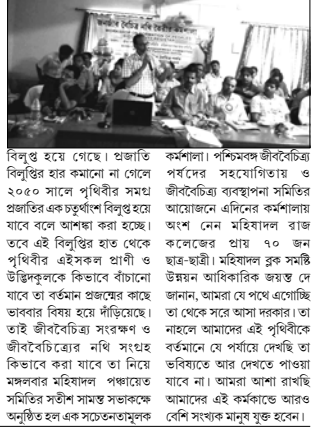 বিলুপ্ত হয়ে গেছে। প্রজাতি
বিলুপ্তির হার কমানো না গেলে
২০৫০ সালে পৃথিবীর সমগ্র
প্রজাতির এক চতুর্থাংশ বিলুপ্ত হয়ে
যাবে বলে আশঙ্কা করা হচ্ছে।
তবে এই বিলুপ্তির হাত থেকে
পৃথিবীর এইসকল প্রাণী ও
উদ্ভিদকুলকে কিভাবে বাঁচানো
যাবে তা বর্তমান প্রজন্মের কাছে
ভাববার বিষয় হয়ে দাঁড়িয়েছে।
তাই জীববৈচিত্র্য সংরক্ষণ ও
জীববৈচিত্র্যের নথি সংগ্রহ
কিভাবে করা যাবে তা নিয়ে
মঙ্গলবার মহিষাদল পঞ্চায়েত
সমিতির সতীশ সামন্ত সভাকক্ষে
অনুষ্ঠিত হল এক সচেতনতামূলক
কর্মশালা। পশ্চিমবঙ্গ জীববৈচিত্য
পর্ষদের সহযোগিতায় ও
জীববৈচিত্র্য ব্যবস্থাপনা সমিতির
আয়োজনে এদিনের কর্মশালায়
অংশ নেন মহিষাদল রাজ
কলেজের প্রায় ৭০ জন
ছাত্র-ছাত্রী। মহিষাদল ব্লক সমষ্টি
উন্নয়ন আধিকারিক জয়ন্ত দে
জানান, আমরা যে পথে এগোচ্ছি
তা থেকে সরে আসা দরকার। তা
নাহলে আমাদের এই পৃথিবীকে
বর্তমানে যে পর্যায়ে দেখছি তা
ভবিষ্যতে আর দেখতে পাওয়া
যাবে না। আমরা আশা রাখছি
আমাদের এই কর্মকান্ডে আরও
বেশি সংখ্যক মানুষ যুক্ত হবেন।